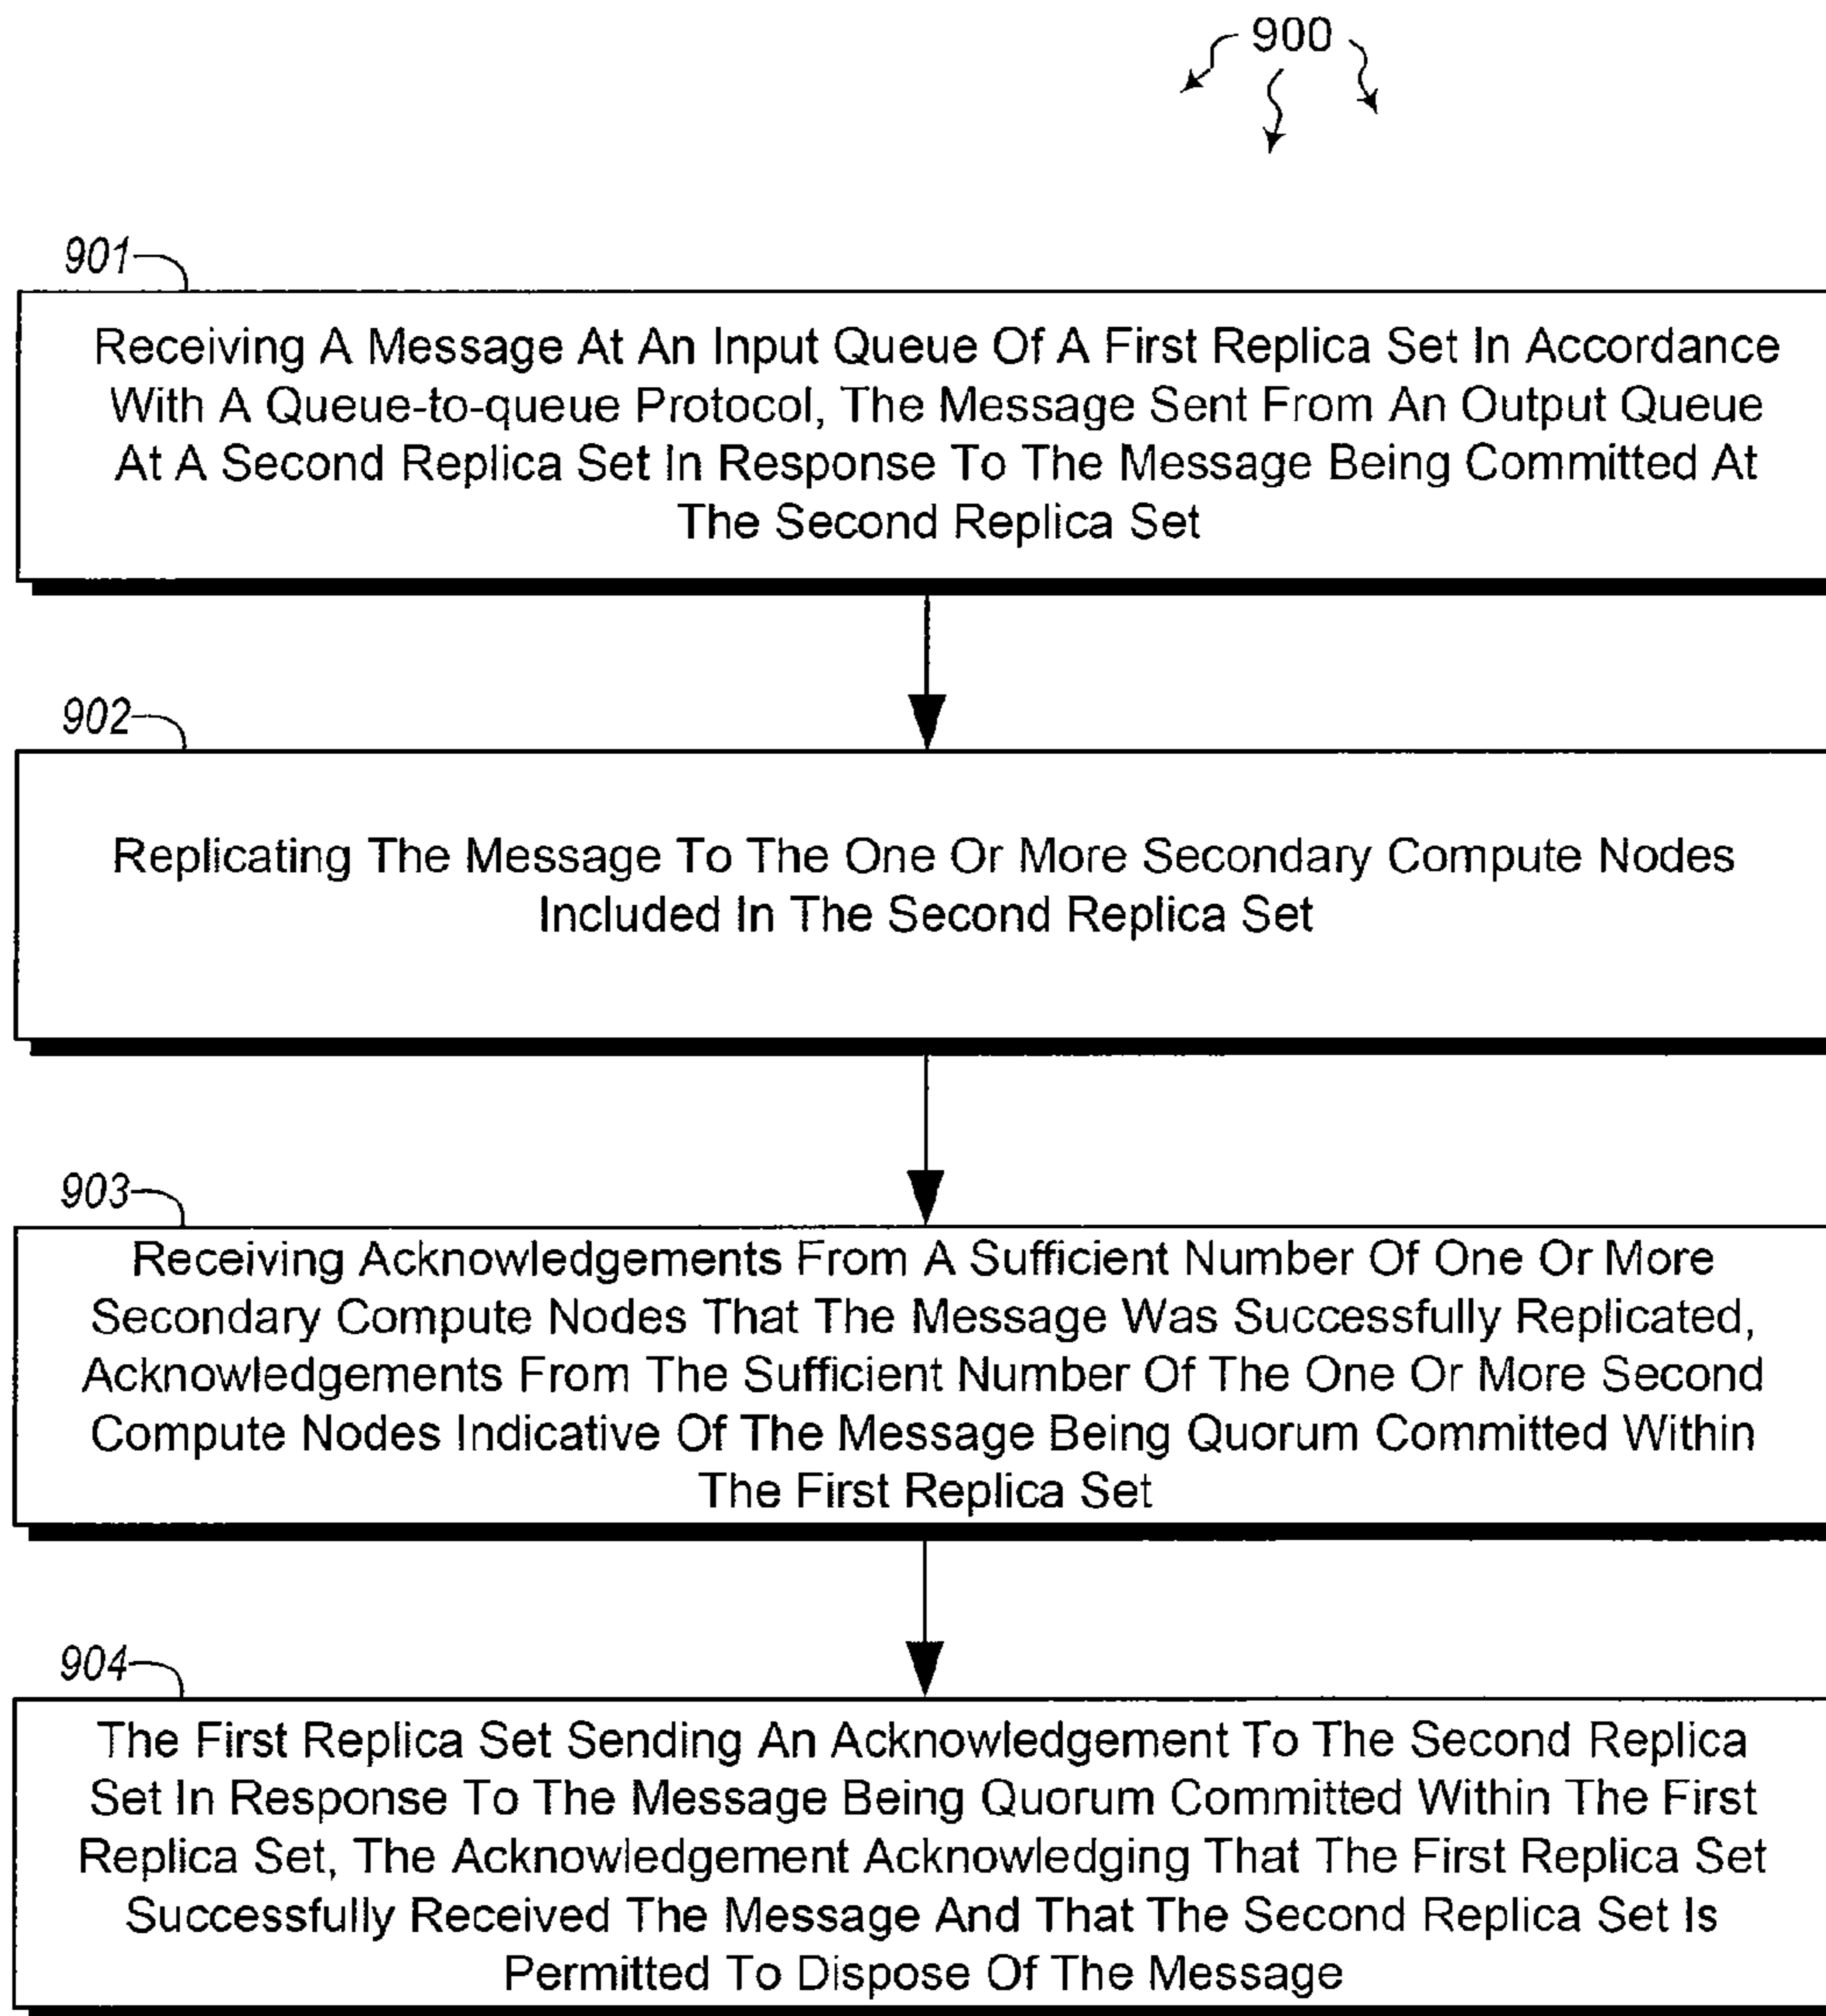 900
901
Receiving A Message At An Input Queue Of A First Replica Set In Accordance
With A Queue-to-queue Protocol, The Message Sent From An Output Queue
At A Second Replica Set In Response To The Message Being Committed At
The Second Replica Set
902
Replicating The Message To The One Or More Secondary Compute Nodes
Included In The Second Replica Set
903
Receiving Acknowledgements From A Sufficient Number Of One Or More
Secondary Compute Nodes That The Message Was Successfully Replicated,
Acknowledgements From The Sufficient Number Of The One Or More Second
Compute Nodes Indicative Of The Message Being Quorum Committed Within
The First Replica Set
904
The First Replica Set Sending An Acknowledgement To The Second Replica
Set In Response To The Message Being Quorum Committed Within The First
Replica Set, The Acknowledgement Acknowledging That The First Replica Set
Successfully Received The Message And That The Second Replica Set Is
Permitted To Dispose Of The Message